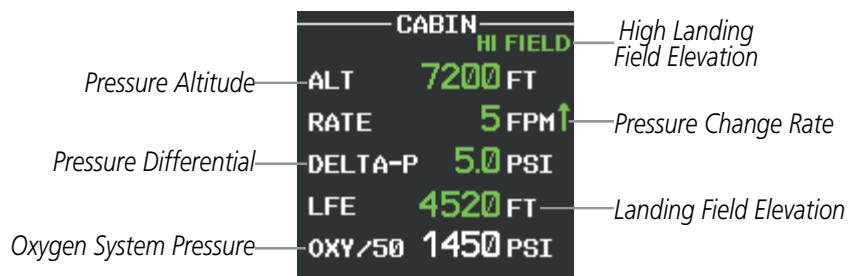 CABIN
HI FIELD
High Landing
Field Elevation
Pressure Altitude
ALT 7200 FT
RATE 5 FPM↑
Pressure Change Rate
Pressure Differential
DELTA-P 5.0 PSI
LFE 4520 FT
Landing Field Elevation
Oxygen System Pressure
OXY/50 1450 PSI